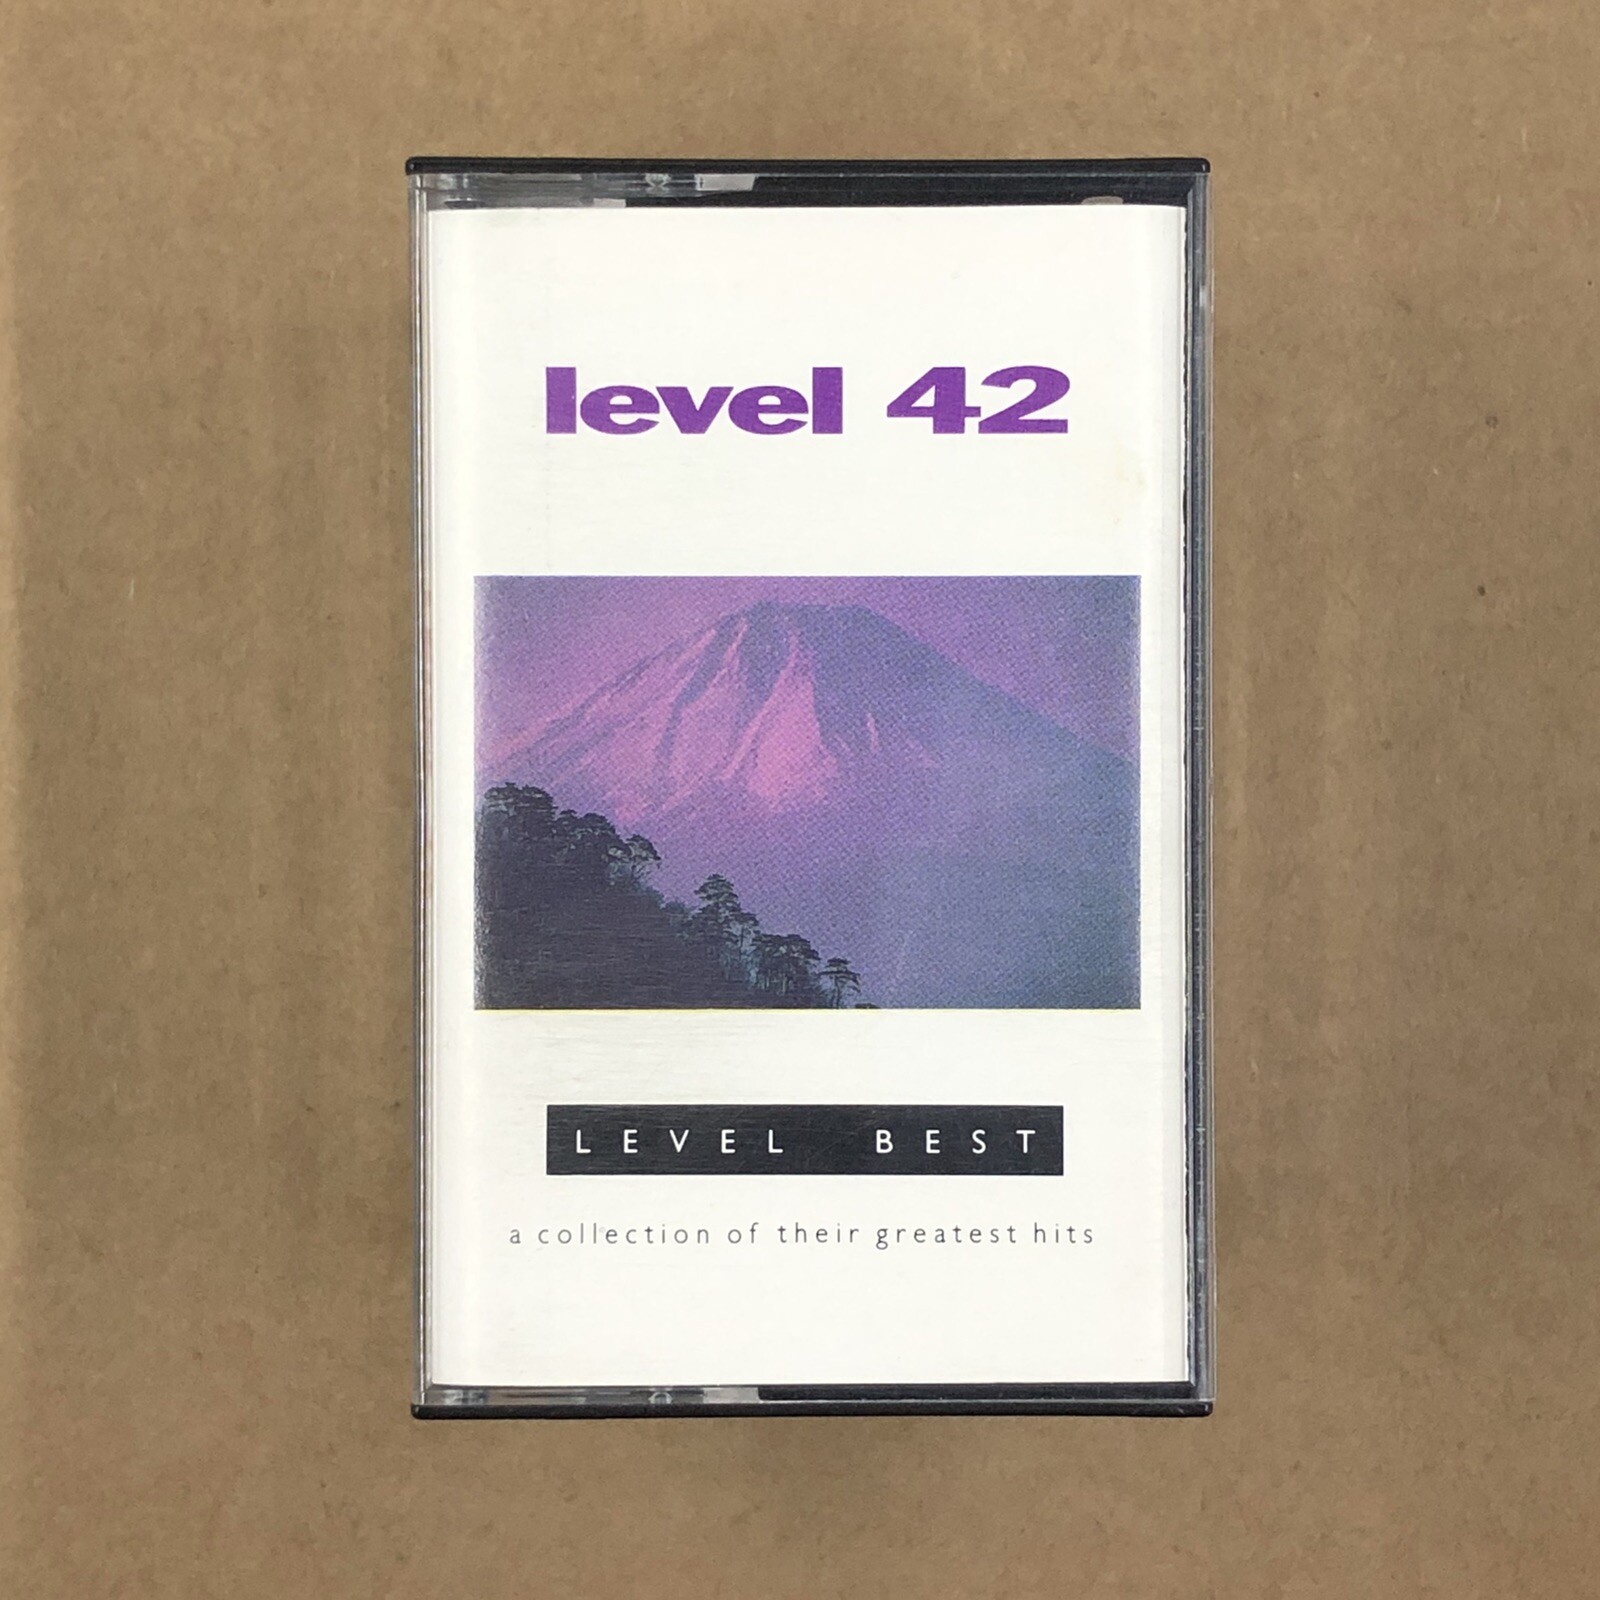 level 42
LEVEL BEST
a collection of their greatest hits